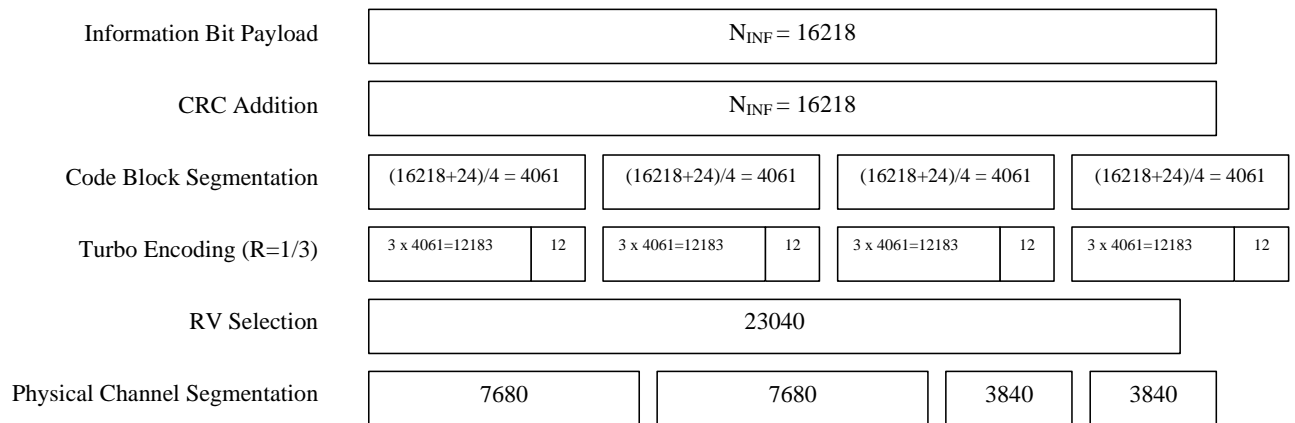 Information Bit Payload N_INF = 16218
CRC Addition N_INF = 16218
Code Block Segmentation (16218+24)/4 = 4061 (16218+24)/4 = 4061 (16218+24)/4 = 4061 (16218+24)/4 = 4061
Turbo Encoding (R=1/3) 3 x 4061=12183 12 3 x 4061=12183 12 3 x 4061=12183 12 3 x 4061=12183 12
RV Selection 23040
Physical Channel Segmentation 7680 7680 3840 3840